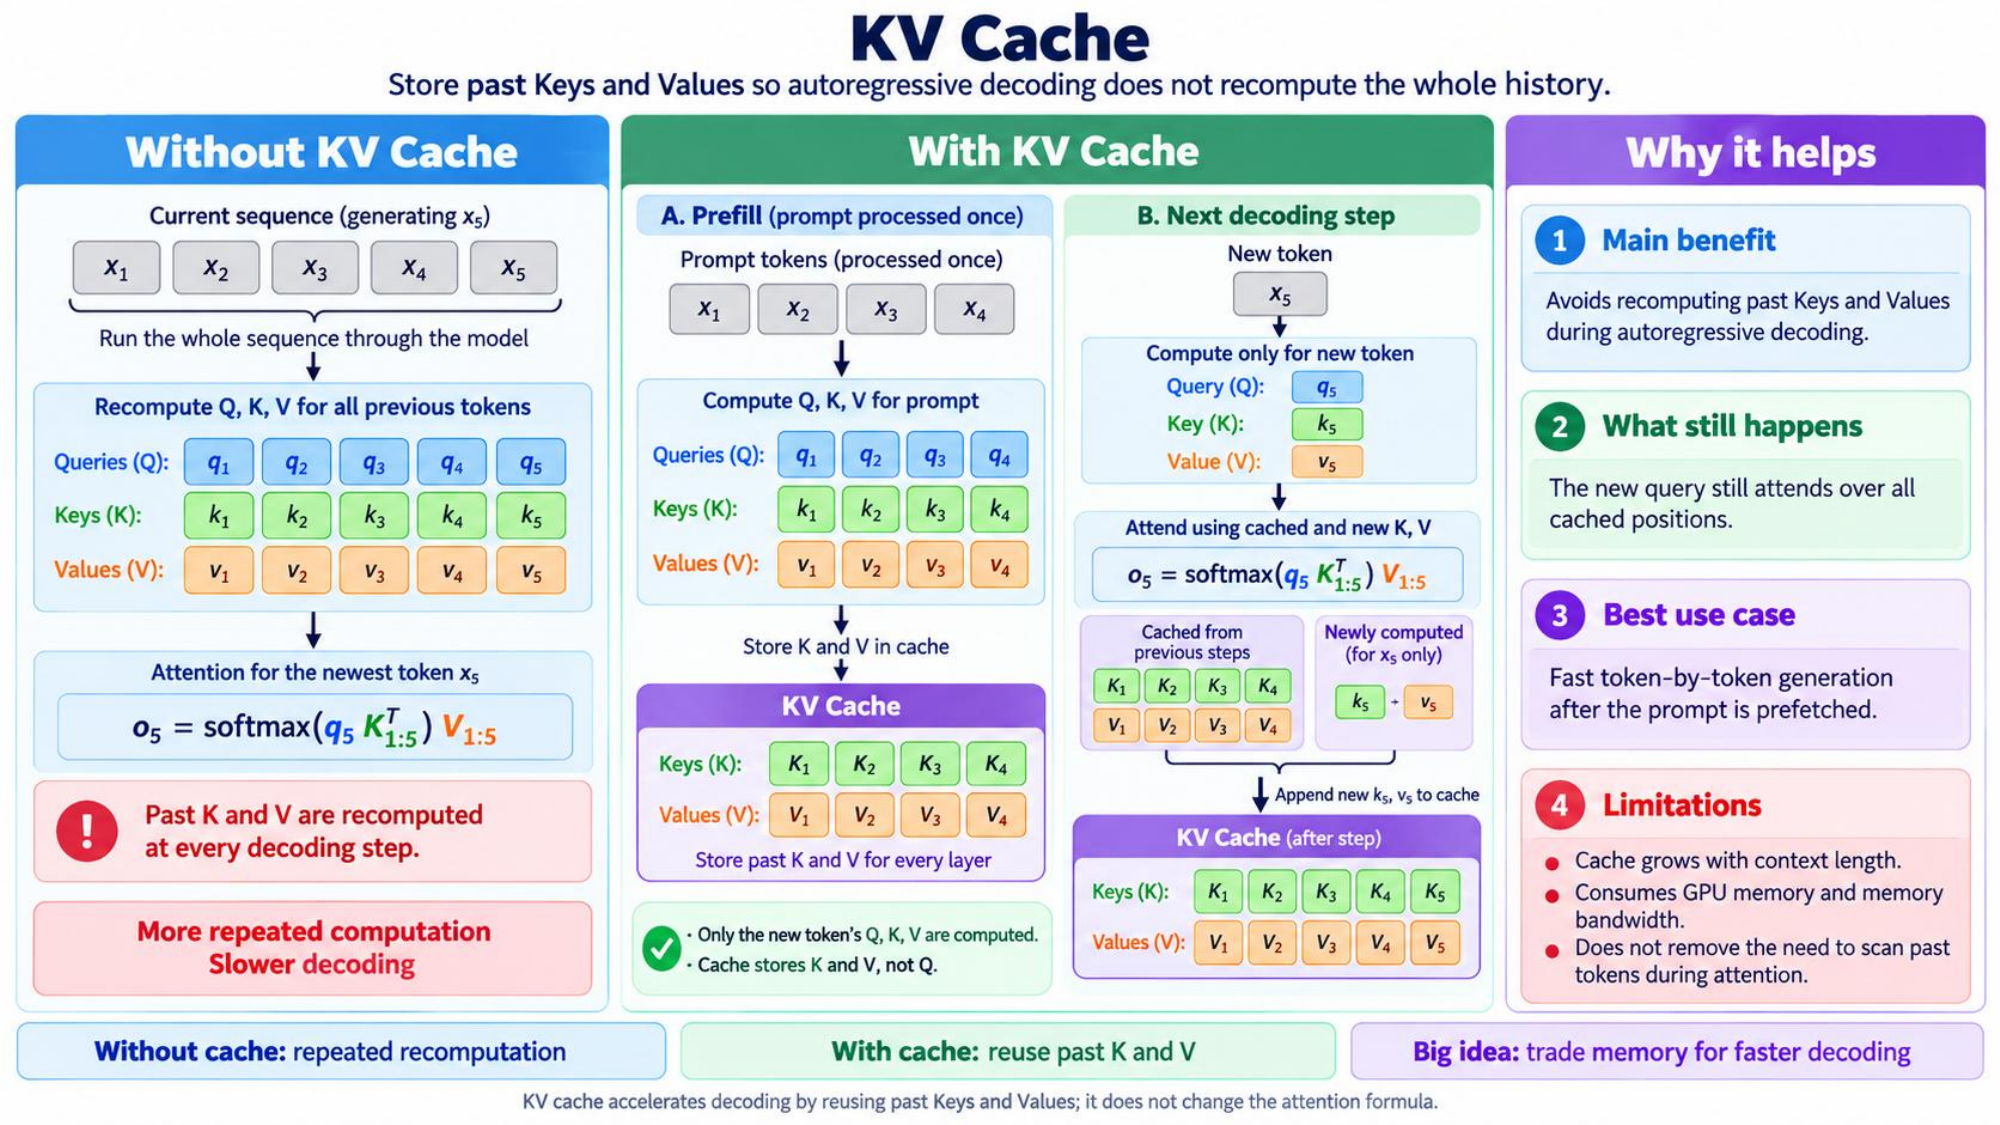 KV Cache
Store past Keys and Values so autoregressive decoding does not recompute the whole history.
Without KV Cache
Current sequence (generating x₅)
x₁ x₂ x₃ x₄ x₅
Run the whole sequence through the model
Recompute Q, K, V for all previous tokens
Queries (Q): q₁ q₂ q₃ q₄ q₅
Keys (K): k₁ k₂ k₃ k₄ k₅
Values (V): v₁ v₂ v₃ v₄ v₅
Attention for the newest token x₅
o₅ = softmax(q₅ K₁:₅ᵀ) V₁:₅
!
Past K and V are recomputed
at every decoding step.
More repeated computation
Slower decoding
With KV Cache
A. Prefill (prompt processed once)
Prompt tokens (processed once)
x₁ x₂ x₃ x₄
Compute Q, K, V for prompt
Queries (Q): q₁ q₂ q₃ q₄
Keys (K): k₁ k₂ k₃ k₄
Values (V): v₁ v₂ v₃ v₄
Store K and V in cache
KV Cache
Keys (K): K₁ K₂ K₃ K₄
Values (V): V₁ V₂ V₃ V₄
Store past K and V for every layer
· Only the new token's Q, K, V are computed.
· Cache stores K and V, not Q.
B. Next decoding step
New token
x₅
Compute only for new token
Query (Q): q₅
Key (K): k₅
Value (V): v₅
Attend using cached and new K, V
o₅ = softmax(q₅ K₁:₅ᵀ) V₁:₅
Cached from
previous steps
K₁ K₂ K₃ K₄
V₁ V₂ V₃ V₄
Newly computed
(for x₅ only)
k₅ v₅
Append new k₅, v₅ to cache
KV Cache (after step)
Keys (K): K₁ K₂ K₃ K₄ K₅
Values (V): V₁ V₂ V₃ V₄ V₅
Why it helps
1 Main benefit
Avoids recomputing past Keys and Values
during autoregressive decoding.
2 What still happens
The new query still attends over all
cached positions.
3 Best use case
Fast token-by-token generation
after the prompt is prefetched.
4 Limitations
● Cache grows with context length.
● Consumes GPU memory and memory
bandwidth.
● Does not remove the need to scan past
tokens during attention.
Without cache: repeated recomputation
With cache: reuse past K and V
Big idea: trade memory for faster decoding
KV cache accelerates decoding by reusing past Keys and Values; it does not change the attention formula.